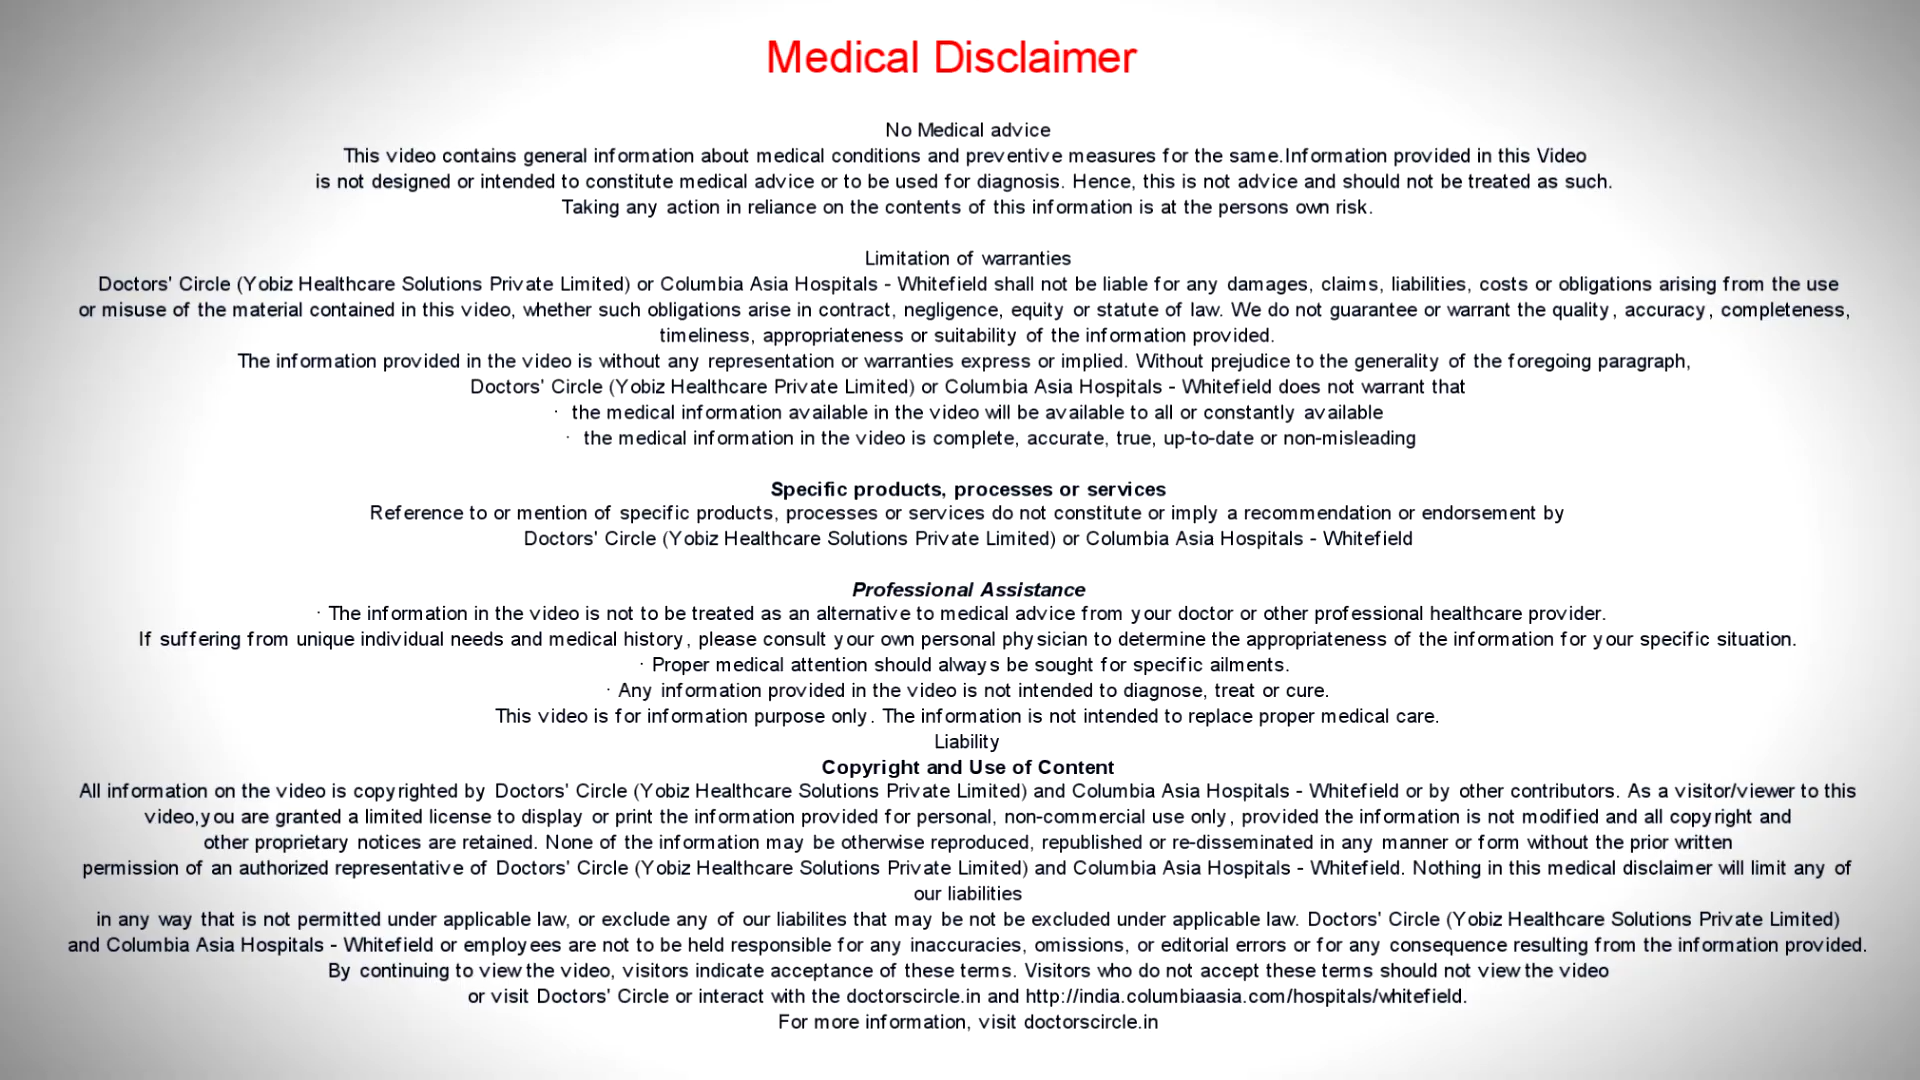 Medical Disclaimer
No Medical advice
This video contains general information about medical conditions and preventive measures for the same.Information provided in this Video
is not designed or intended to constitute medical advice or to be used for diagnosis. Hence, this is not advice and should not be treated as such.
Taking any action in reliance on the contents of this information is at the persons own risk.
Limitation of warranties
Doctors' Circle (Yobiz Healthcare Solutions Private Limited) or Columbia Asia Hospitals - Whitefield shall not be liable for any damages, claims, liabilities, costs or obligations arising from the use
or misuse of the material contained in this video, whether such obligations arise in contract, negligence, equity or statute of law. We do not guarantee or warrant the quality, accuracy, completeness,
timeliness, appropriateness or suitability of the information provided.
The information provided in the video is without any representation or warranties express or implied. Without prejudice to the generality of the foregoing paragraph,
Doctors' Circle (Yobiz Healthcare Private Limited) or Columbia Asia Hospitals - Whitefield does not warrant that
· the medical information available in the video will be available to all or constantly available
· the medical information in the video is complete, accurate, true, up-to-date or non-misleading
Specific products, processes or services
Reference to or mention of specific products, processes or services do not constitute or imply a recommendation or endorsement by
Doctors' Circle (Yobiz Healthcare Solutions Private Limited) or Columbia Asia Hospitals - Whitefield
Professional Assistance
· The information in the video is not to be treated as an alternative to medical advice from your doctor or other professional healthcare provider.
If suffering from unique individual needs and medical history, please consult your own personal physician to determine the appropriateness of the information for your specific situation.
· Proper medical attention should always be sought for specific ailments.
· Any information provided in the video is not intended to diagnose, treat or cure.
This video is for information purpose only. The information is not intended to replace proper medical care.
Liability
Copyright and Use of Content
All information on the video is copyrighted by Doctors' Circle (Yobiz Healthcare Solutions Private Limited) and Columbia Asia Hospitals - Whitefield or by other contributors. As a visitor/viewer to this
video,you are granted a limited license to display or print the information provided for personal, non-commercial use only, provided the information is not modified and all copyright and
other proprietary notices are retained. None of the information may be otherwise reproduced, republished or re-disseminated in any manner or form without the prior written
permission of an authorized representative of Doctors' Circle (Yobiz Healthcare Solutions Private Limited) and Columbia Asia Hospitals - Whitefield. Nothing in this medical disclaimer will limit any of
our liabilities
in any way that is not permitted under applicable law, or exclude any of our liabilites that may be not be excluded under applicable law. Doctors' Circle (Yobiz Healthcare Solutions Private Limited)
and Columbia Asia Hospitals - Whitefield or employees are not to be held responsible for any inaccuracies, omissions, or editorial errors or for any consequence resulting from the information provided.
By continuing to view the video, visitors indicate acceptance of these terms. Visitors who do not accept these terms should not view the video
or visit Doctors' Circle or interact with the doctorscircle.in and http://india.columbiaasia.com/hospitals/whitefield.
For more information, visit doctorscircle.in